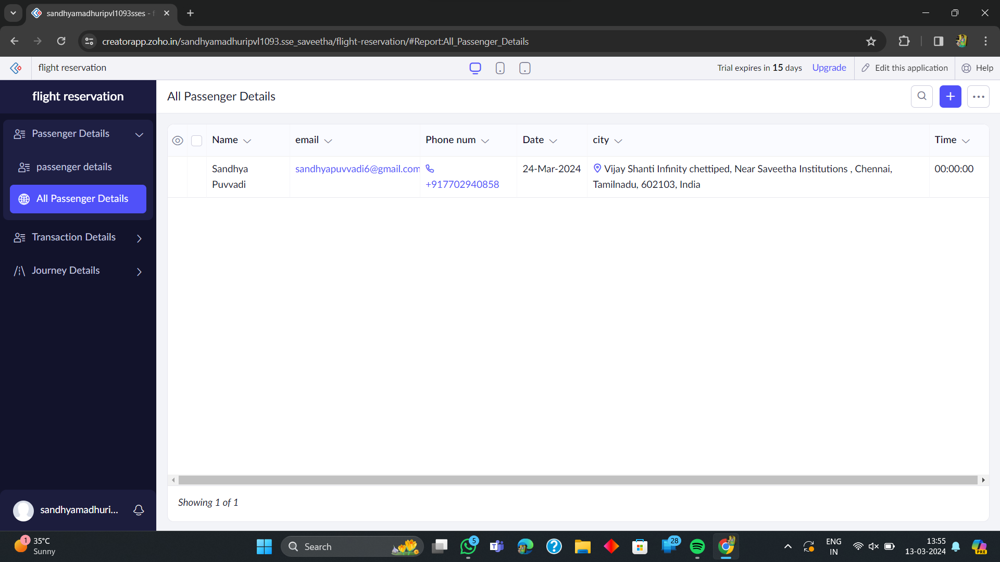 sandhyamadhuripvl1093sses - f
creatorapp.zoho.in/sandhyamadhuripvl1093.sse_saveetha/flight-reservation/#Report:All_Passenger_Details
flight reservation
Trial expires in 15 days
Upgrade
Edit this application
Help
flight reservation
Passenger Details
passenger details
All Passenger Details
Transaction Details
Journey Details
sandhyamadhuri...
All Passenger Details
Name
email
Phone num
Date
city
Time
Sandhya
Puvvadi
sandhyapuvvadi6@gmail.com
+917702940858
24-Mar-2024
Vijay Shanti Infinity chettiped, Near Saveetha Institutions , Chennai,
Tamilnadu, 602103, India
00:00:00
Showing 1 of 1
1
35°C
Sunny
Search
5
28
ENG
IN
13:55
13-03-2024
PRE